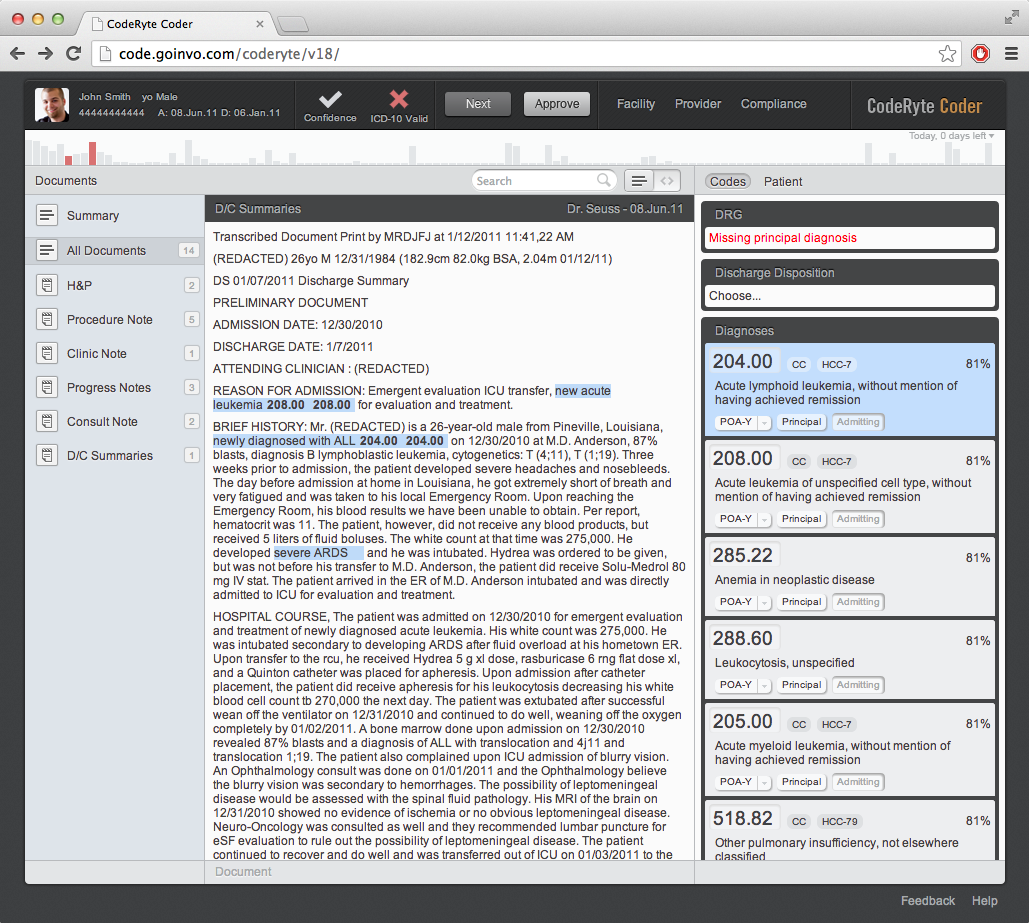 CodeRyte Coder
code.goinvo.com/coderyte/v18/
John Smith yo Male
44444444444 A: 08.Jun.11 D: 06.Jan.11
Confidence
ICD-10 Valid
Next
Approve
Facility
Provider
Compliance
CodeRyte Coder
Today, 0 days left
Documents
Search
Codes
Patient
Summary
All Documents 14
H&P 2
Procedure Note 5
Clinic Note 1
Progress Notes 3
Consult Note 2
D/C Summaries 1
D/C Summaries Dr. Seuss - 08.Jun.11
Transcribed Document Print by MRDJFJ at 1/12/2011 11:41,22 AM
(REDACTED) 26yo M 12/31/1984 (182.9cm 82.0kg BSA, 2.04m 01/12/11)
DS 01/07/2011 Discharge Summary
PRELIMINARY DOCUMENT
ADMISSION DATE: 12/30/2010
DISCHARGE DATE: 1/7/2011
ATTENDING CLINICIAN : (REDACTED)
REASON FOR ADMISSION: Emergent evaluation ICU transfer, new acute
leukemia 208.00 208.00 for evaluation and treatment.
BRIEF HISTORY: Mr. (REDACTED) is a 26-year-old male from Pineville, Louisiana,
newly diagnosed with ALL 204.00 204.00 on 12/30/2010 at M.D. Anderson, 87%
blasts, diagnosis B lymphoblastic leukemia, cytogenetics: T (4;11), T (1;19). Three
weeks prior to admission, the patient developed severe headaches and nosebleeds.
The day before admission at home in Louisiana, he got extremely short of breath and
very fatigued and was taken to his local Emergency Room. Upon reaching the
Emergency Room, his blood results we have been unable to obtain. Per report,
hematocrit was 11. The patient, however, did not receive any blood products, but
received 5 liters of fluid boluses. The white count at that time was 275,000. He
developed severe ARDS and he was intubated. Hydrea was ordered to be given,
but was not before his transfer to M.D. Anderson, the patient did receive Solu-Medrol 80
mg IV stat. The patient arrived in the ER of M.D. Anderson intubated and was directly
admitted to ICU for evaluation and treatment.
HOSPITAL COURSE, The patient was admitted on 12/30/2010 for emergent evaluation
and treatment of newly diagnosed acute leukemia. His white count was 275,000. He
was intubated secondary to developing ARDS after fluid overload at his hometown ER.
Upon transfer to the rcu, he received Hydrea 5 g xl dose, rasburicase 6 rng flat dose xl,
and a Quinton catheter was placed for apheresis. Upon admission after catheter
placement, the patient did receive apheresis for his leukocytosis decreasing his white
blood cell count tb 270,000 the next day. The patient was extubated after successful
wean off the ventilator on 12/31/2010 and continued to do well, weaning off the oxygen
completely by 01/02/2011. A bone marrow done upon admission on 12/30/2010
revealed 87% blasts and a diagnosis of ALL with translocation and 4j11 and
translocation 1;19. The patient also complained upon ICU admission of blurry vision.
An Ophthalmology consult was done on 01/01/2011 and the Ophthalmology believe
the blurry vision was secondary to hemorrhages. The possibility of leptomeningeal
disease would be assessed with the spinal fluid pathology. His MRI of the brain on
12/31/2010 showed no evidence of ischemia or no obvious leptomeningeal disease.
Neuro-Oncology was consulted as well and they recommended lumbar puncture for
eSF evaluation to rule out the possibility of leptomeningeal disease. The patient
continued to recover and do well and was transferred out of ICU on 01/03/2011 to the
Document
DRG
Missing principal diagnosis
Discharge Disposition
Choose...
Diagnoses
204.00 CC HCC-7 81%
Acute lymphoid leukemia, without mention of
having achieved remission
POA-Y Principal Admitting
208.00 CC HCC-7 81%
Acute leukemia of unspecified cell type, without
mention of having achieved remission
POA-Y Principal Admitting
285.22 81%
Anemia in neoplastic disease
POA-Y Principal Admitting
288.60 81%
Leukocytosis, unspecified
POA-Y Principal Admitting
205.00 CC HCC-7 81%
Acute myeloid leukemia, without mention of
having achieved remission
POA-Y Principal Admitting
518.82 CC HCC-79 81%
Other pulmonary insufficiency, not elsewhere
classified
Feedback Help